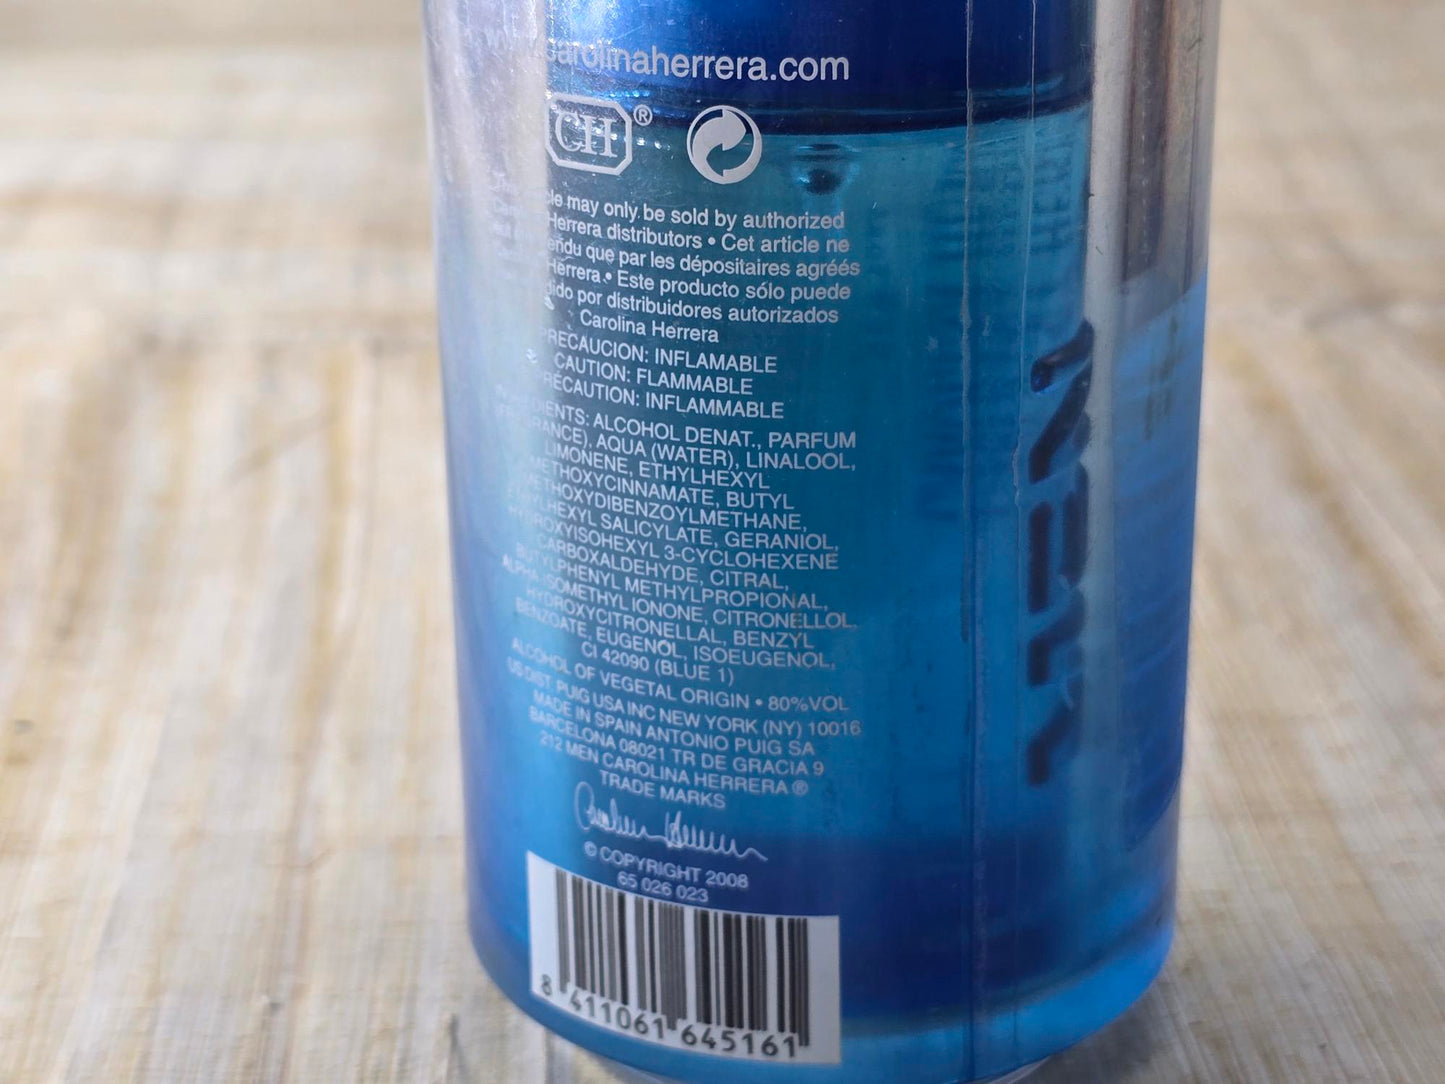 carolinaherrera.com
CH®
may only be sold by authorized
Herrera distributors • Cet article ne
que par les dépositaires agréés
Herrera • Este producto sólo puede
por distribuidores autorizados
Carolina Herrera
PRECAUCION: INFLAMABLE
CAUTION: FLAMMABLE
PRÉCAUTION: INFLAMMABLE
INGREDIENTS: ALCOHOL DENAT., PARFUM
(FRAGRANCE), AQUA (WATER), LINALOOL,
LIMONENE, ETHYLHEXYL
METHOXYCINNAMATE, BUTYL
METHOXYDIBENZOYLMETHANE,
ETHYLHEXYL SALICYLATE, GERANIOL,
HYDROXYISOHEXYL 3-CYCLOHEXENE
CARBOXALDEHYDE, CITRAL,
BUTYLPHENYL METHYLPROPIONAL,
ALPHA ISOMETHYL IONONE, CITRONELLOL,
HYDROXYCITRONELLAL, BENZYL
BENZOATE, EUGENOL, ISOEUGENOL,
CI 42090 (BLUE 1)
ALCOHOL OF VEGETAL ORIGIN • 80%VOL
US DIST. PUIG USA INC NEW YORK (NY) 10016
MADE IN SPAIN ANTONIO PUIG SA
BARCELONA 08021 TR DE GRACIA 9
212 MEN CAROLINA HERRERA®
TRADE MARKS
Carolina Herrera
© COPYRIGHT 2008
65 026 023
8 411061 645161